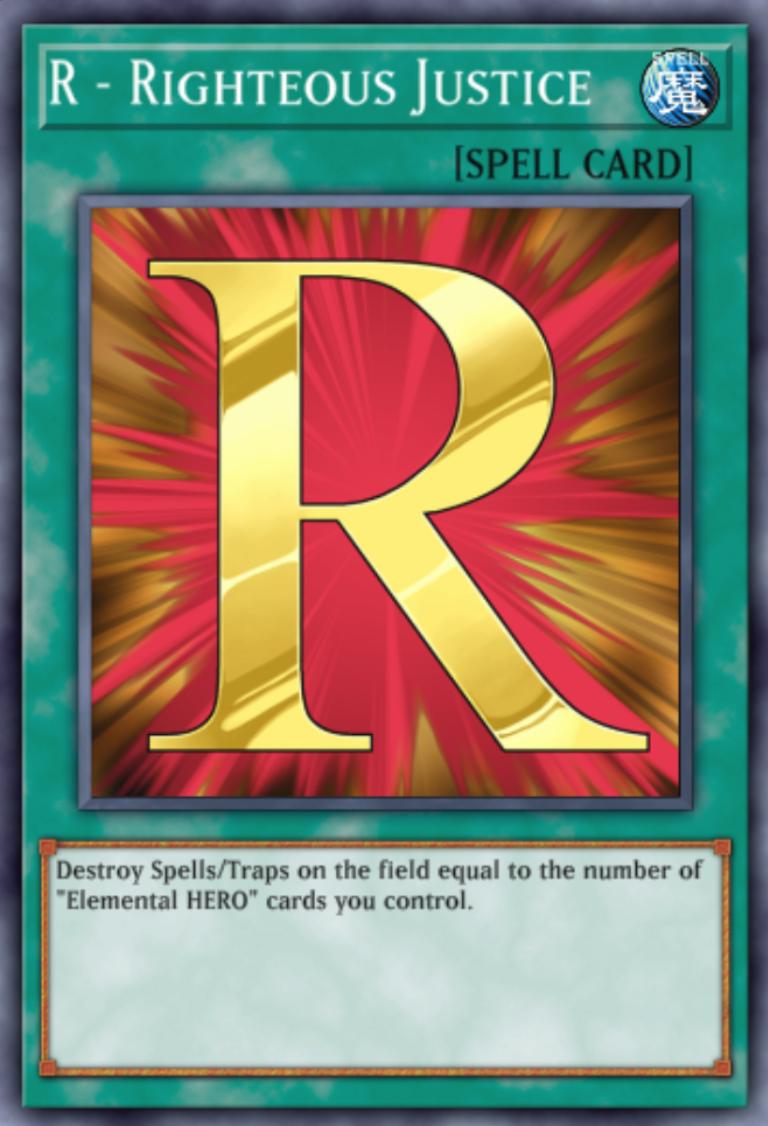 R - Righteous Justice
SPELL
魔
[SPELL CARD]
R
Destroy Spells/Traps on the field equal to the number of
"Elemental HERO" cards you control.